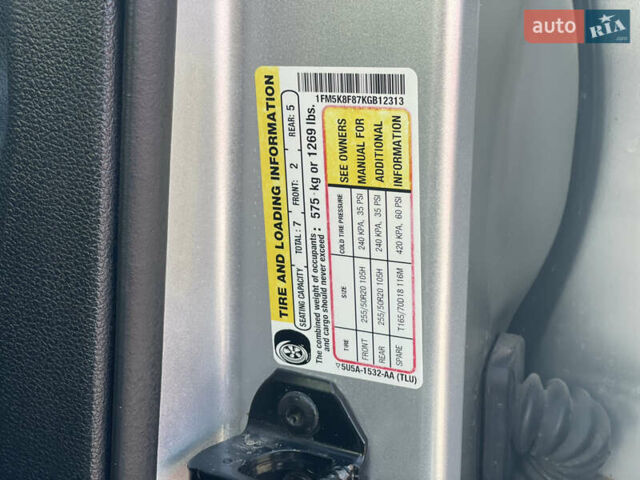 auto RIA .com
1FM5K8F87KGB12313
TIRE AND LOADING INFORMATION
SEATING CAPACITY TOTAL: 7 FRONT: 2 REAR: 5
The combined weight of occupants : 575 kg or 1269 lbs.
and cargo should never exceed
TIRE SIZE COLD TIRE PRESSURE SEE OWNERS
FRONT 255/50R20 105H 240 KPA, 35 PSI MANUAL FOR
REAR 255/50R20 105H 240 KPA, 35 PSI ADDITIONAL
SPARE T165/70D18 116M 420 KPA, 60 PSI INFORMATION
5U5A-1532-AA (TLU)